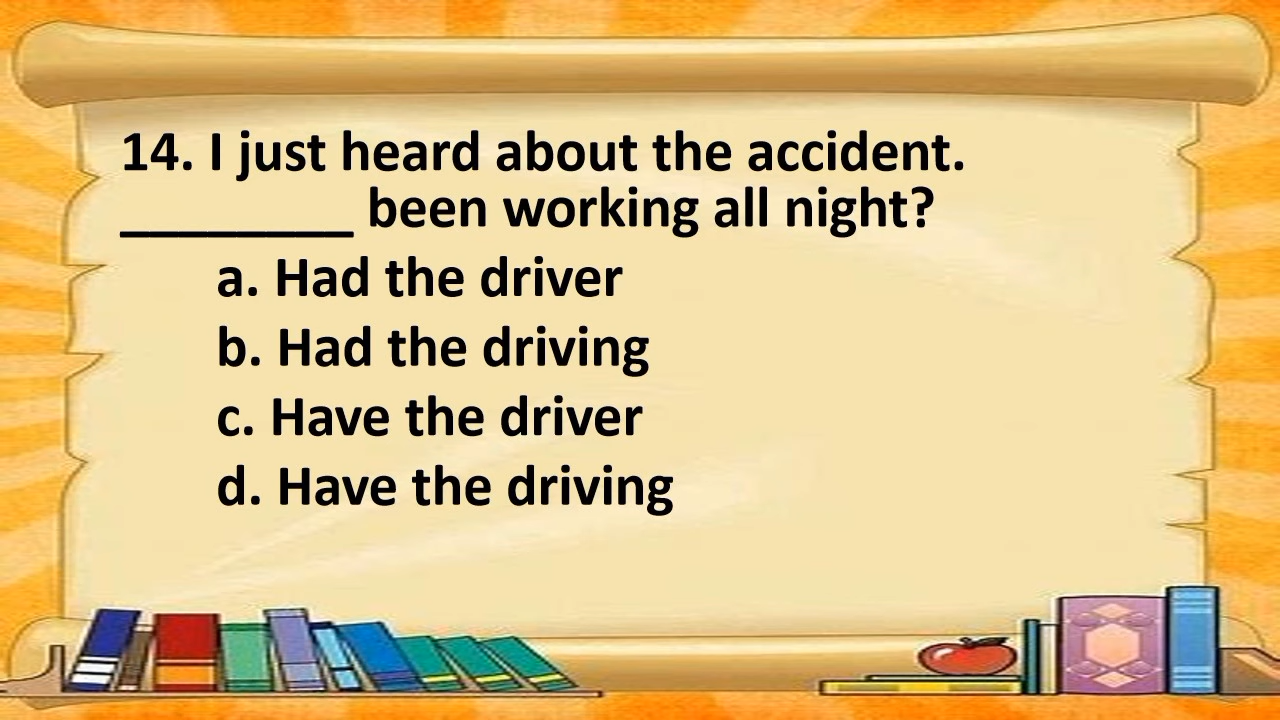 14. I just heard about the accident.
________ been working all night?
a. Had the driver
b. Had the driving
c. Have the driver
d. Have the driving